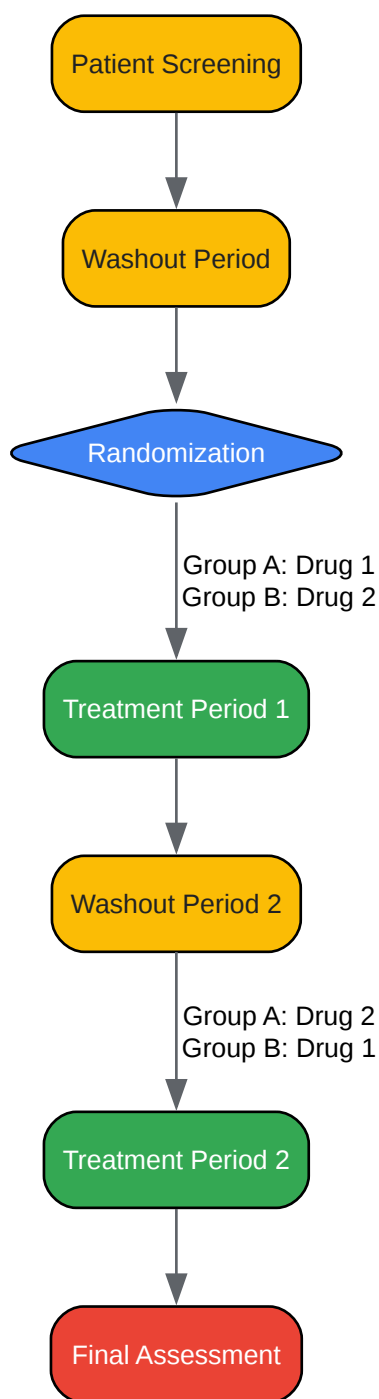 Patient Screening
Washout Period
Randomization
Group A: Drug 1
Group B: Drug 2
Treatment Period 1
Washout Period 2
Group A: Drug 2
Group B: Drug 1
Treatment Period 2
Final Assessment